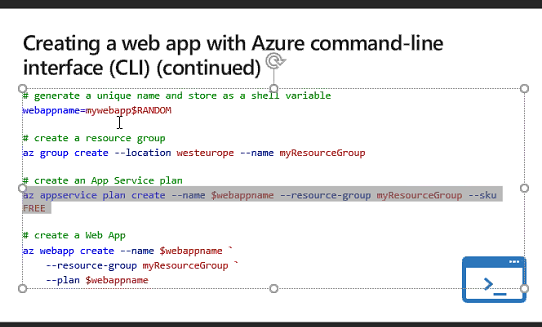 Creating a web app with Azure command-line
interface (CLI) (continued)
# generate a unique name and store as a shell variable
webappname=mywebapp$RANDOM
# create a resource group
az group create --location westeurope --name myResourceGroup
# create an App Service plan
az appservice plan create --name $webappname --resource-group myResourceGroup --sku
FREE
# create a Web App
az webapp create --name $webappname `
--resource-group myResourceGroup `
--plan $webappname